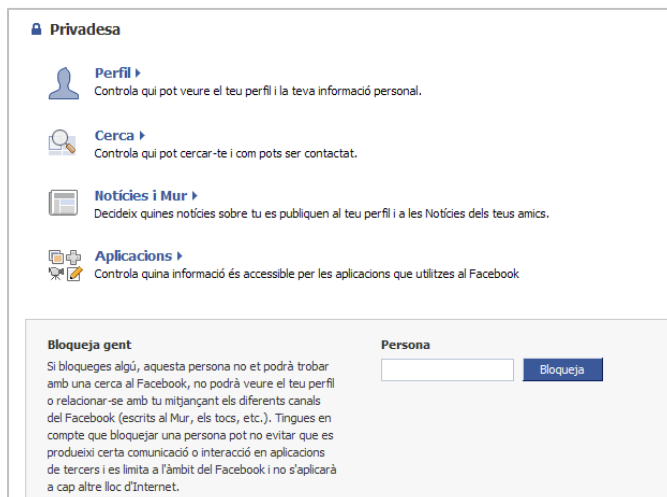 Privadesa
Perfil
Controla qui pot veure el teu perfil i la teva informació personal.
Cerca
Controla qui pot cercar-te i com pots ser contactat.
Notícies i Mur
Decideix quines notícies sobre tu es publiquen al teu perfil i a les Notícies dels teus amics.
Aplicacions
Controla quina informació és accessible per les aplicacions que utilitzes al Facebook
Bloqueja gent
Si bloqueges algú, aquesta persona no et podrà trobar
amb una cerca al Facebook, no podrà veure el teu perfil
o relacionar-se amb tu mitjançant els diferents canals
del Facebook (escrits al Mur, els tocs, etc.). Tingues en
compte que bloquejar una persona pot no evitar que es
produeixi certa comunicació o interacció en aplicacions
de tercers i es limita a l'àmbit del Facebook i no s'aplicarà
a cap altre lloc d'Internet.
Persona
Bloqueja